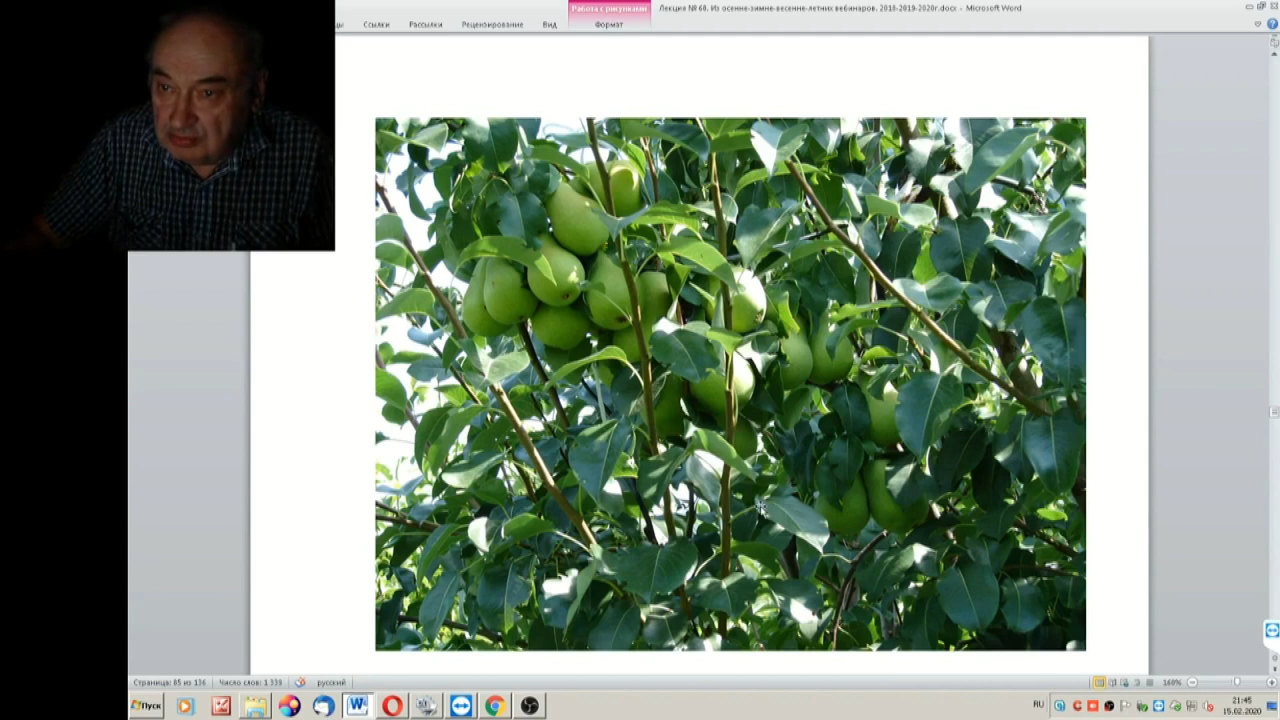 Работа с рисунками
Лекция № 68. Из осенне-зимне-весенне-летних вебинаров. 2018-2019-2020г.docx - Microsoft Word
Ссылки Рассылки Рецензирование Вид Формат
Страница: 85 из 136 Число слов: 1 339 русский 160%
Пуск RU 21:45
15.02.2020